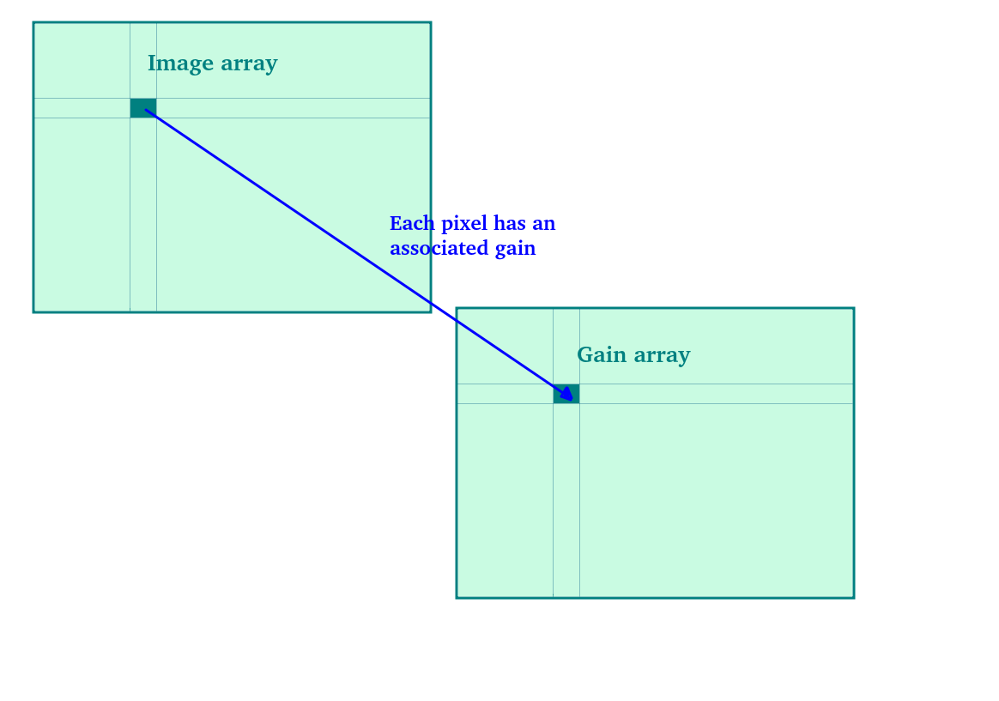 Image array
Each pixel has an
associated gain
Gain array